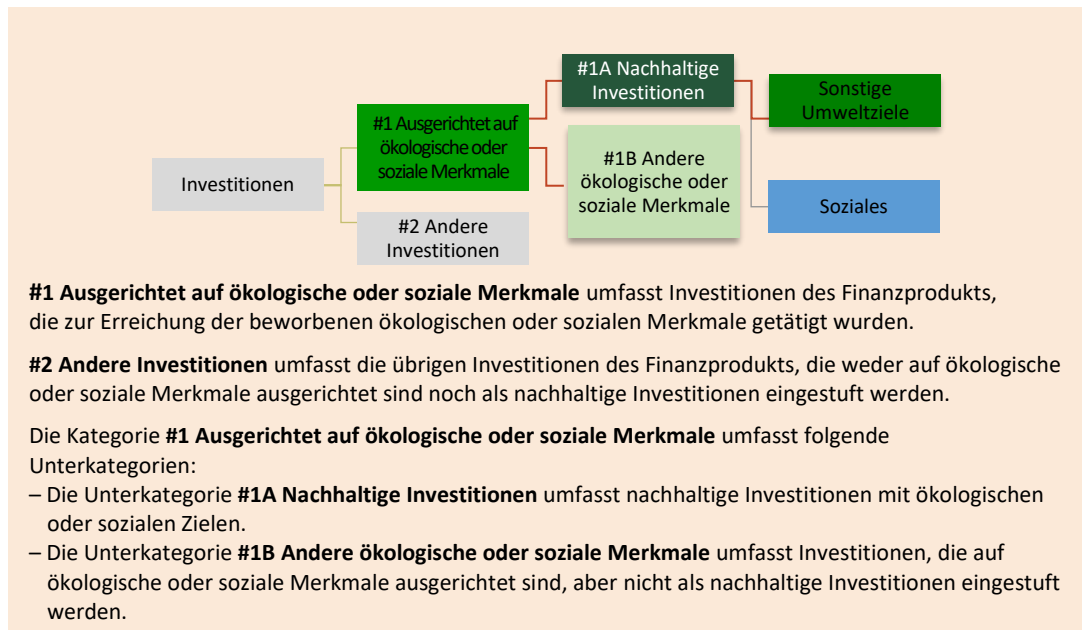 #1A Nachhaltige
Investitionen
Sonstige
Umweltziele
#1 Ausgerichtet auf
ökologische oder
soziale Merkmale
#1B Andere
ökologische oder
soziale Merkmale
Investitionen
Soziales
#2 Andere
Investitionen
#1 Ausgerichtet auf ökologische oder soziale Merkmale umfasst Investitionen des Finanzprodukts,
die zur Erreichung der beworbenen ökologischen oder sozialen Merkmale getätigt wurden.
#2 Andere Investitionen umfasst die übrigen Investitionen des Finanzprodukts, die weder auf ökologische
oder soziale Merkmale ausgerichtet sind noch als nachhaltige Investitionen eingestuft werden.
Die Kategorie #1 Ausgerichtet auf ökologische oder soziale Merkmale umfasst folgende
Unterkategorien:
– Die Unterkategorie #1A Nachhaltige Investitionen umfasst nachhaltige Investitionen mit ökologischen
oder sozialen Zielen.
– Die Unterkategorie #1B Andere ökologische oder soziale Merkmale umfasst Investitionen, die auf
ökologische oder soziale Merkmale ausgerichtet sind, aber nicht als nachhaltige Investitionen eingestuft
werden.